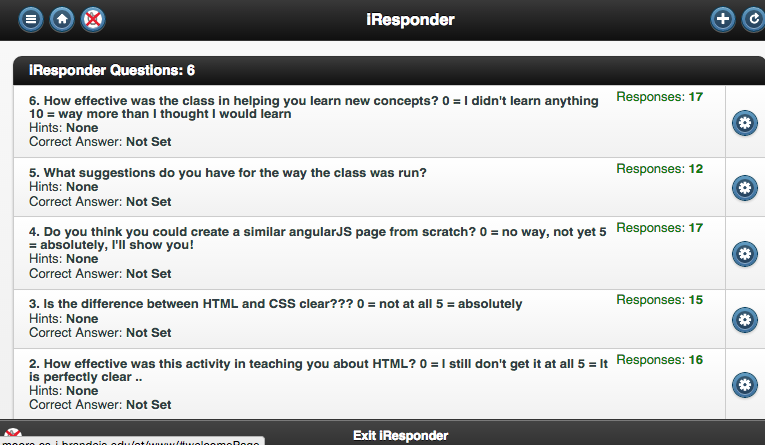 iResponder
iResponder Questions: 6
6. How effective was the class in helping you learn new concepts? 0 = I didn't learn anything
10 = way more than I thought I would learn
Responses: 17
Hints: None
Correct Answer: Not Set
5. What suggestions do you have for the way the class was run?
Responses: 12
Hints: None
Correct Answer: Not Set
4. Do you think you could create a similar angularJS page from scratch? 0 = no way, not yet 5
= absolutely, I'll show you!
Responses: 17
Hints: None
Correct Answer: Not Set
3. Is the difference between HTML and CSS clear??? 0 = not at all 5 = absolutely
Responses: 15
Hints: None
Correct Answer: Not Set
2. How effective was this activity in teaching you about HTML? 0 = I still don't get it at all 5 = It
is perfectly clear ..
Responses: 16
Hints: None
Correct Answer: Not Set
Exit iResponder